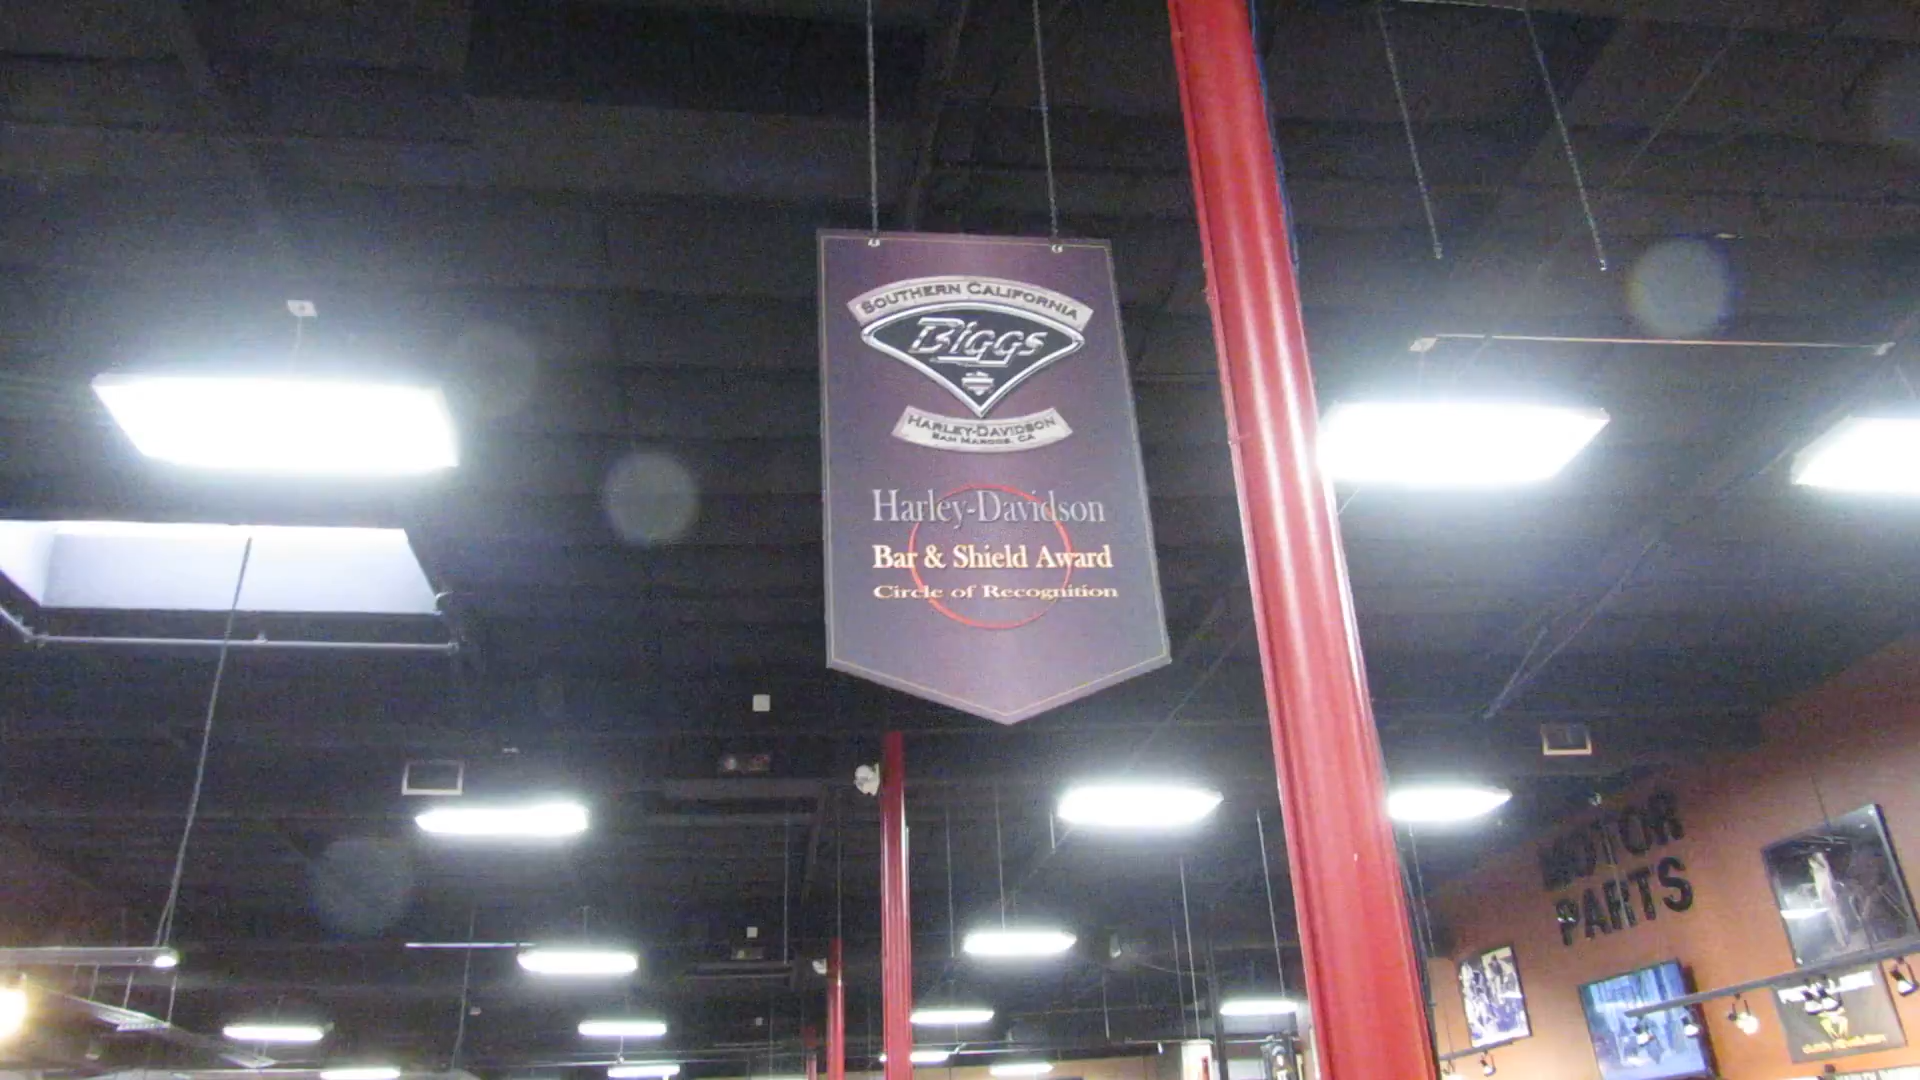 SOUTHERN CALIFORNIA
Biggs
HARLEY-DAVIDSON
SAN MARCOS, CA
Harley-Davidson
Bar & Shield Award
Circle of Recognition
MOTOR
PARTS